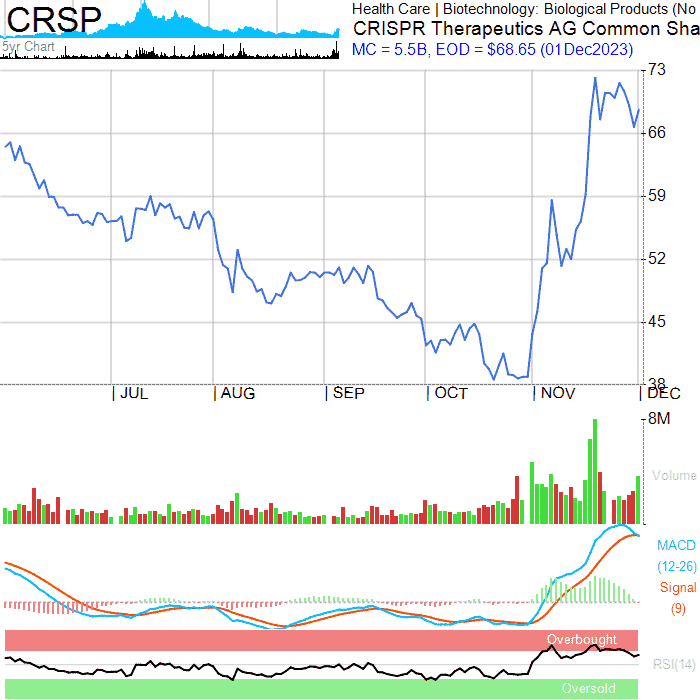 CRSP
5yr Chart
Health Care | Biotechnology: Biological Products (No
CRISPR Therapeutics AG Common Sha
MC = 5.5B, EOD = $68.65 (01Dec2023)
73
66
59
52
45
38
JUL AUG SEP OCT NOV DEC
8M
Volume
MACD
(12-26)
Signal
(9)
Overbought
RSI(14)
Oversold